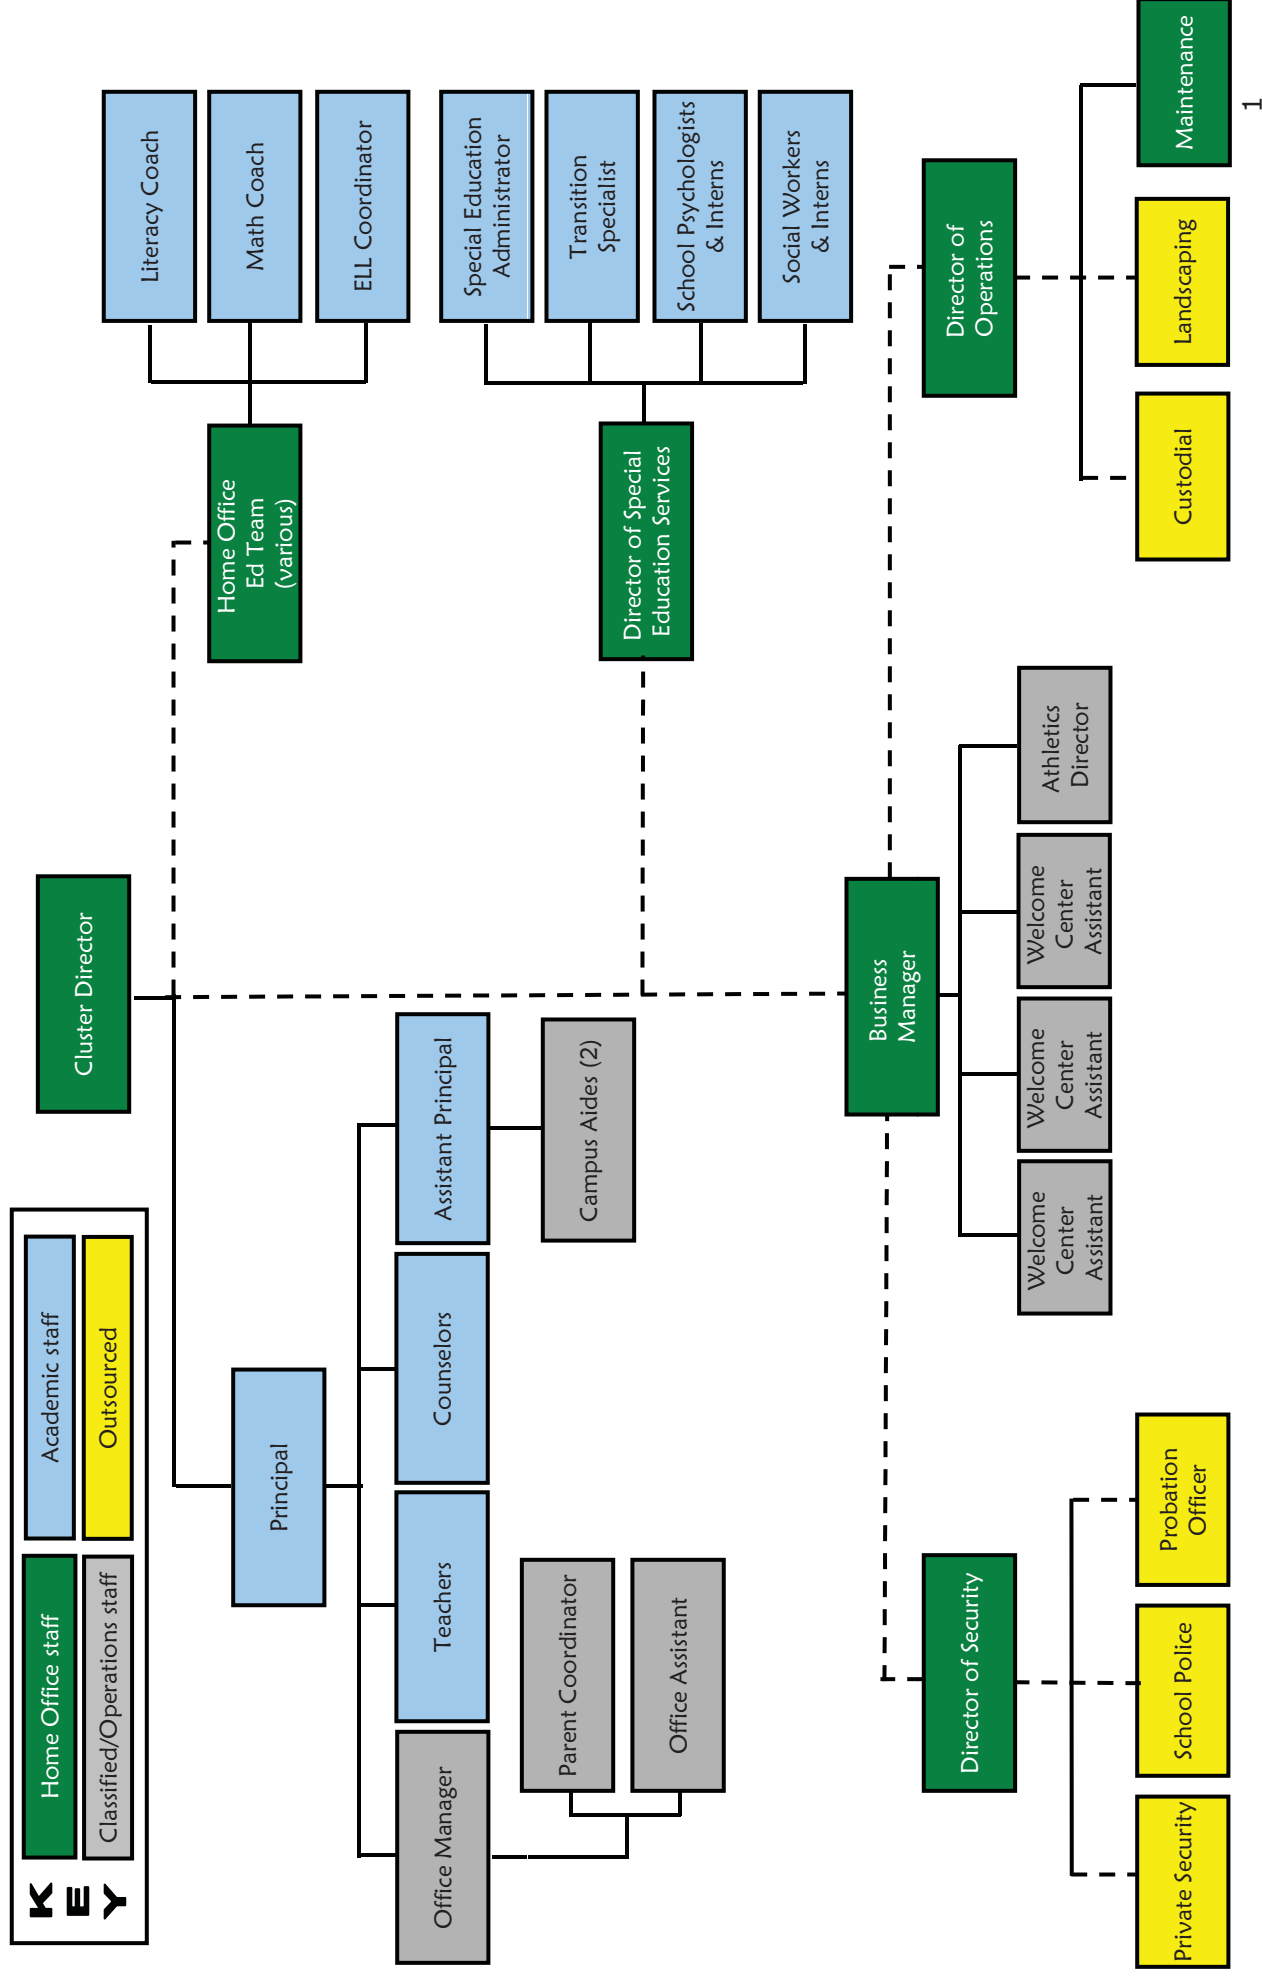 KEY
Home Office staff
Academic staff
Classified/Operations staff
Outsourced
Cluster Director
Principal
Home Office
Ed Team
(various)
Literacy Coach
Math Coach
ELL Coordinator
Office Manager
Teachers
Counselors
Assistant Principal
Parent Coordinator
Office Assistant
Campus Aides (2)
Director of Special
Education Services
Special Education
Administrator
Transition
Specialist
School Psychologists
& Interns
Social Workers
& Interns
Business
Manager
Director of Security
Director of
Operations
Welcome
Center
Assistant
Welcome
Center
Assistant
Welcome
Center
Assistant
Athletics
Director
Private Security
School Police
Probation
Officer
Custodial
Landscaping
Maintenance
1